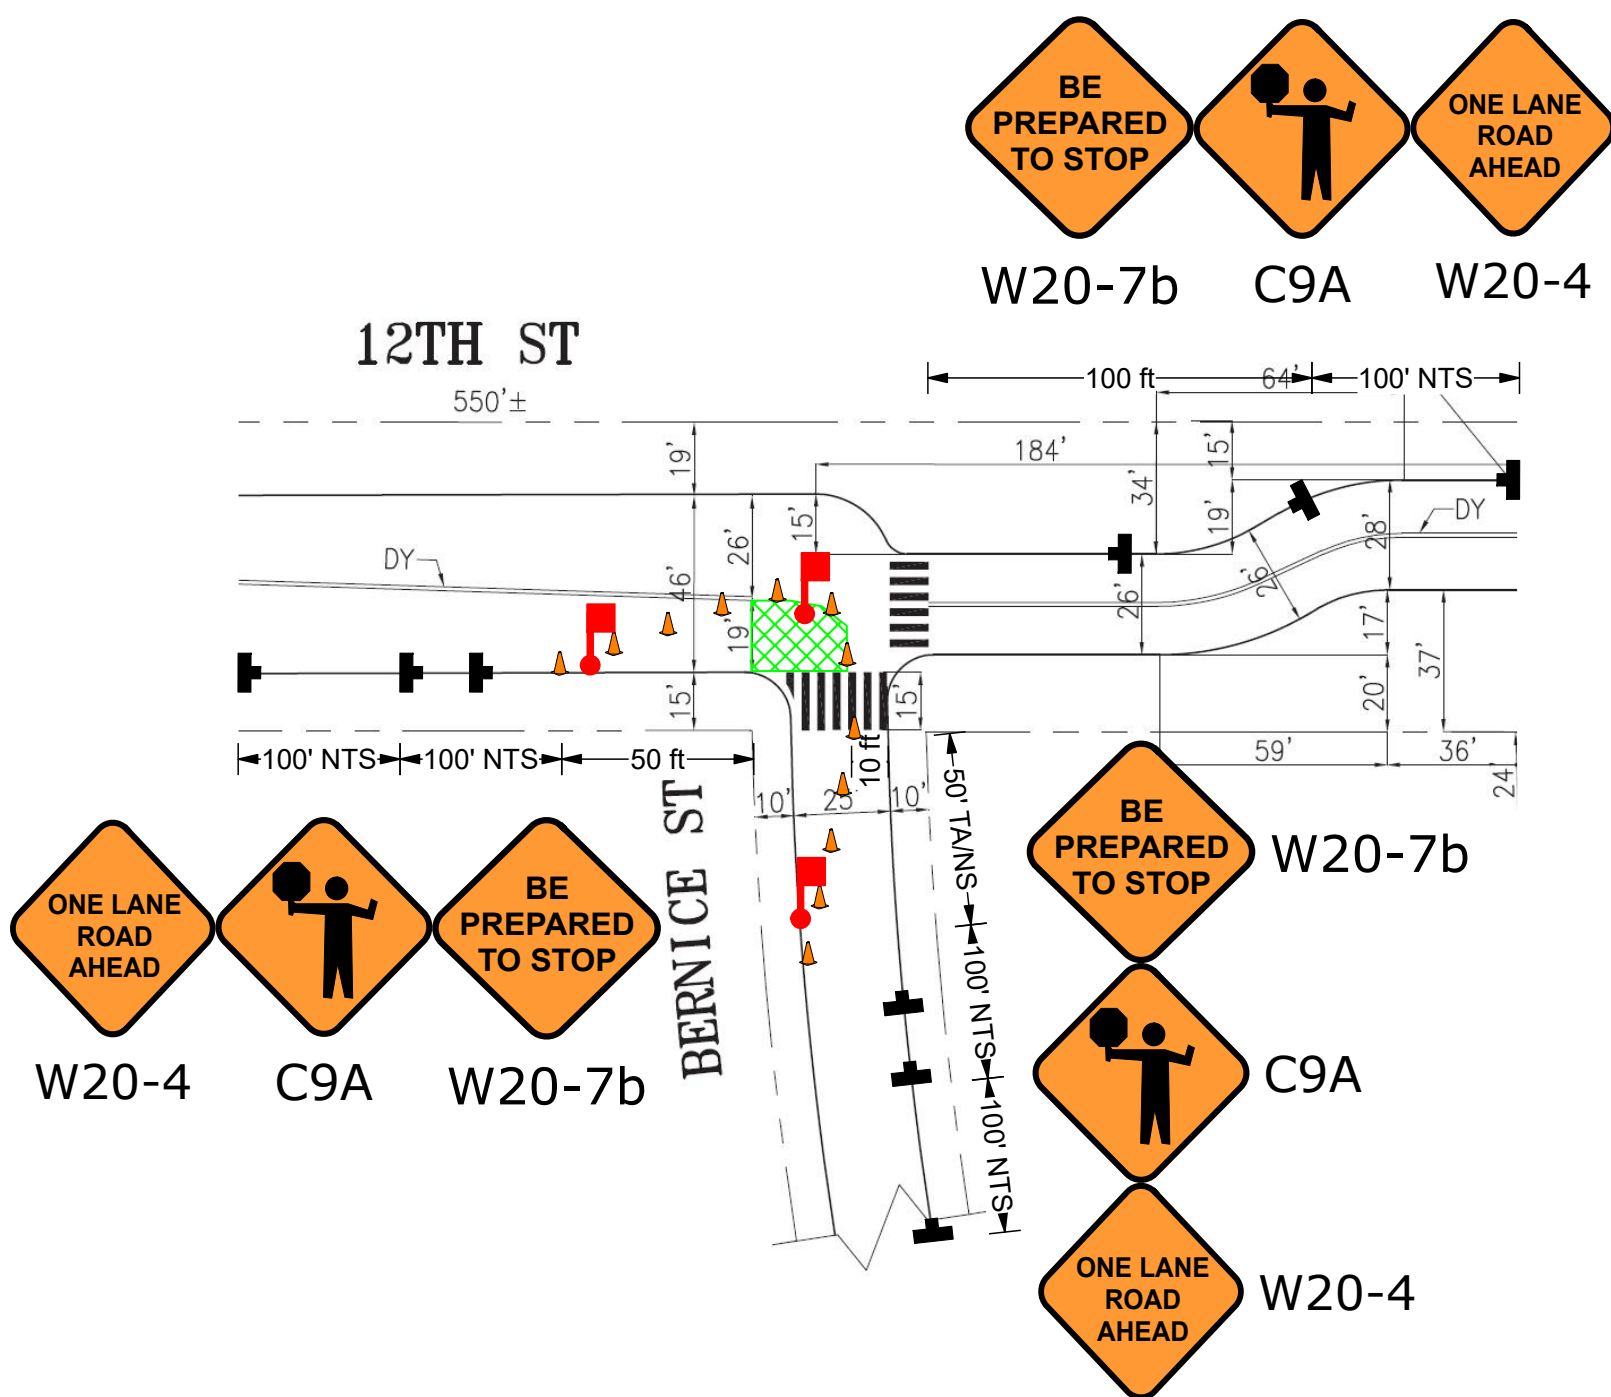 BE
PREPARED
TO STOP
ONE LANE
ROAD
AHEAD
W20-7b
C9A
W20-4
12TH ST
550'±
100 ft
64'
100' NTS
19'
184'
34'
15'
19'
15'
26'
46'
19'
15'
DY
28'
DY
26'
26'
17'
37'
20'
15'
100' NTS
100' NTS
50 ft
10 ft
10'
25'
10'
59'
36'
24
BERNICE ST
50' TA/NS
100' NTS
100' NTS
ONE LANE
ROAD
AHEAD
BE
PREPARED
TO STOP
W20-4
C9A
W20-7b
BE
PREPARED
TO STOP
W20-7b
C9A
ONE LANE
ROAD
AHEAD
W20-4